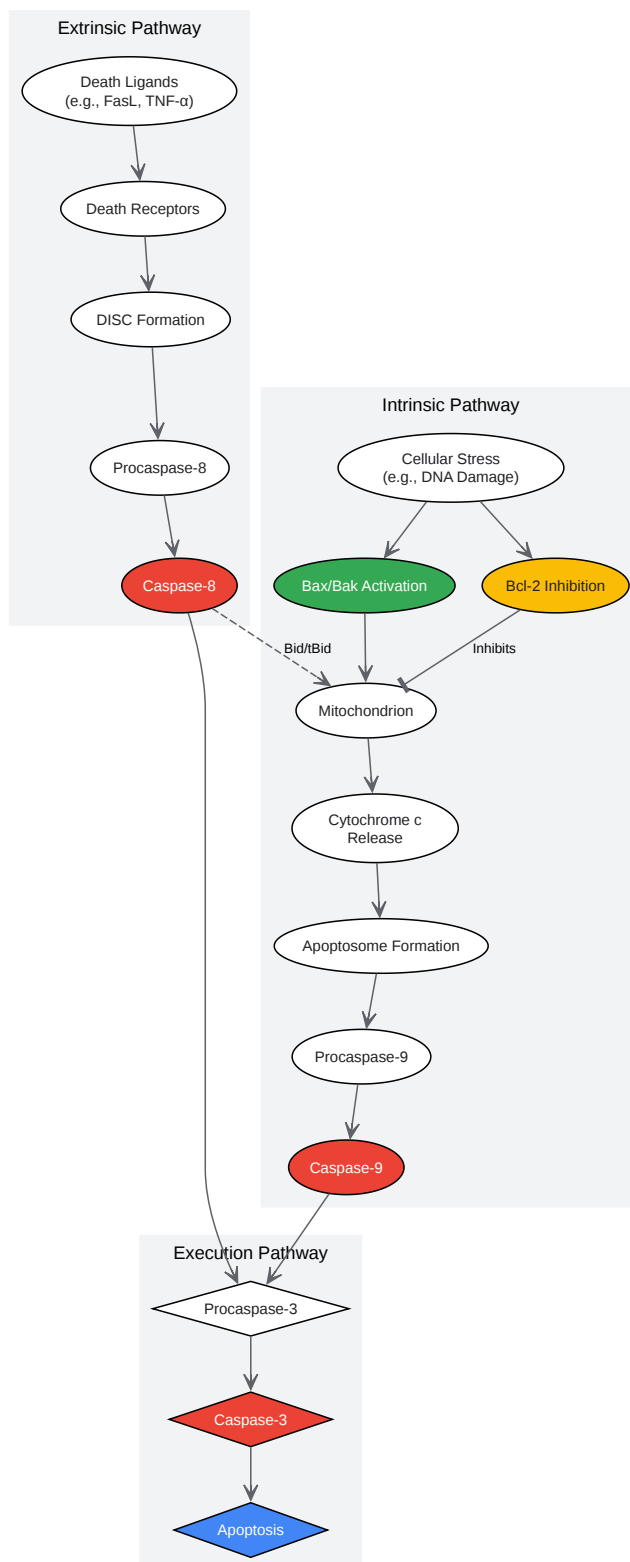 Extrinsic Pathway
Death Ligands
(e.g., FasL, TNF-α)
Death Receptors
DISC Formation
Procaspase-8
Caspase-8
Intrinsic Pathway
Cellular Stress
(e.g., DNA Damage)
Bax/Bak Activation
Bcl-2 Inhibition
Bid/tBid
Inhibits
Mitochondrion
Cytochrome c
Release
Apoptosome Formation
Procaspase-9
Caspase-9
Execution Pathway
Procaspase-3
Caspase-3
Apoptosis